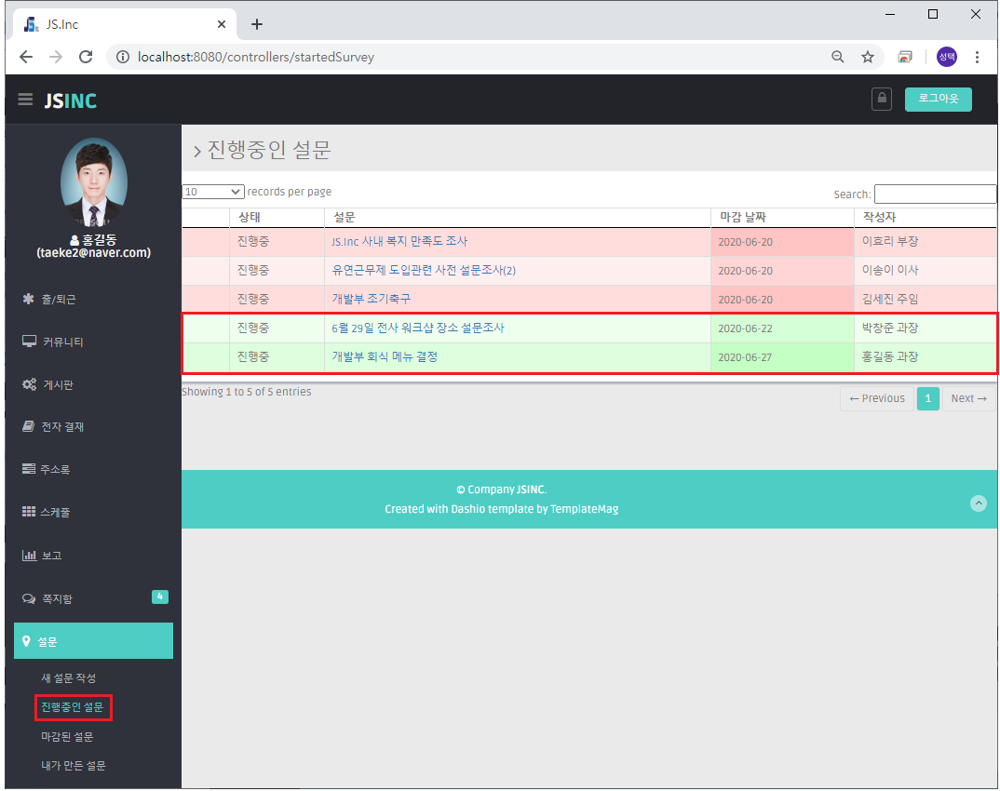 JS.Inc
localhost:8080/controllers/startedSurvey
성택
JSINC
로그아웃
홍길동
(taeke2@naver.com)
출/퇴근
커뮤니티
게시판
전자 결재
주소록
스케줄
보고
쪽지함 4
설문
새 설문 작성
진행중인 설문
마감된 설문
내가 만든 설문
진행중인 설문
10 records per page
Search:
상태 설문 마감 날짜 작성자
진행중 JS.Inc 사내 복지 만족도 조사 2020-06-20 이효리 부장
진행중 유연근무제 도입관련 사전 설문조사(2) 2020-06-20 이송이 이사
진행중 개발부 조기축구 2020-06-20 김세진 주임
진행중 6월 29일 전사 워크샵 장소 설문조사 2020-06-22 박창준 과장
진행중 개발부 회식 메뉴 결정 2020-06-27 홍길동 과장
Showing 1 to 5 of 5 entries
← Previous 1 Next →
© Company JSINC.
Created with Dashio template by TemplateMag